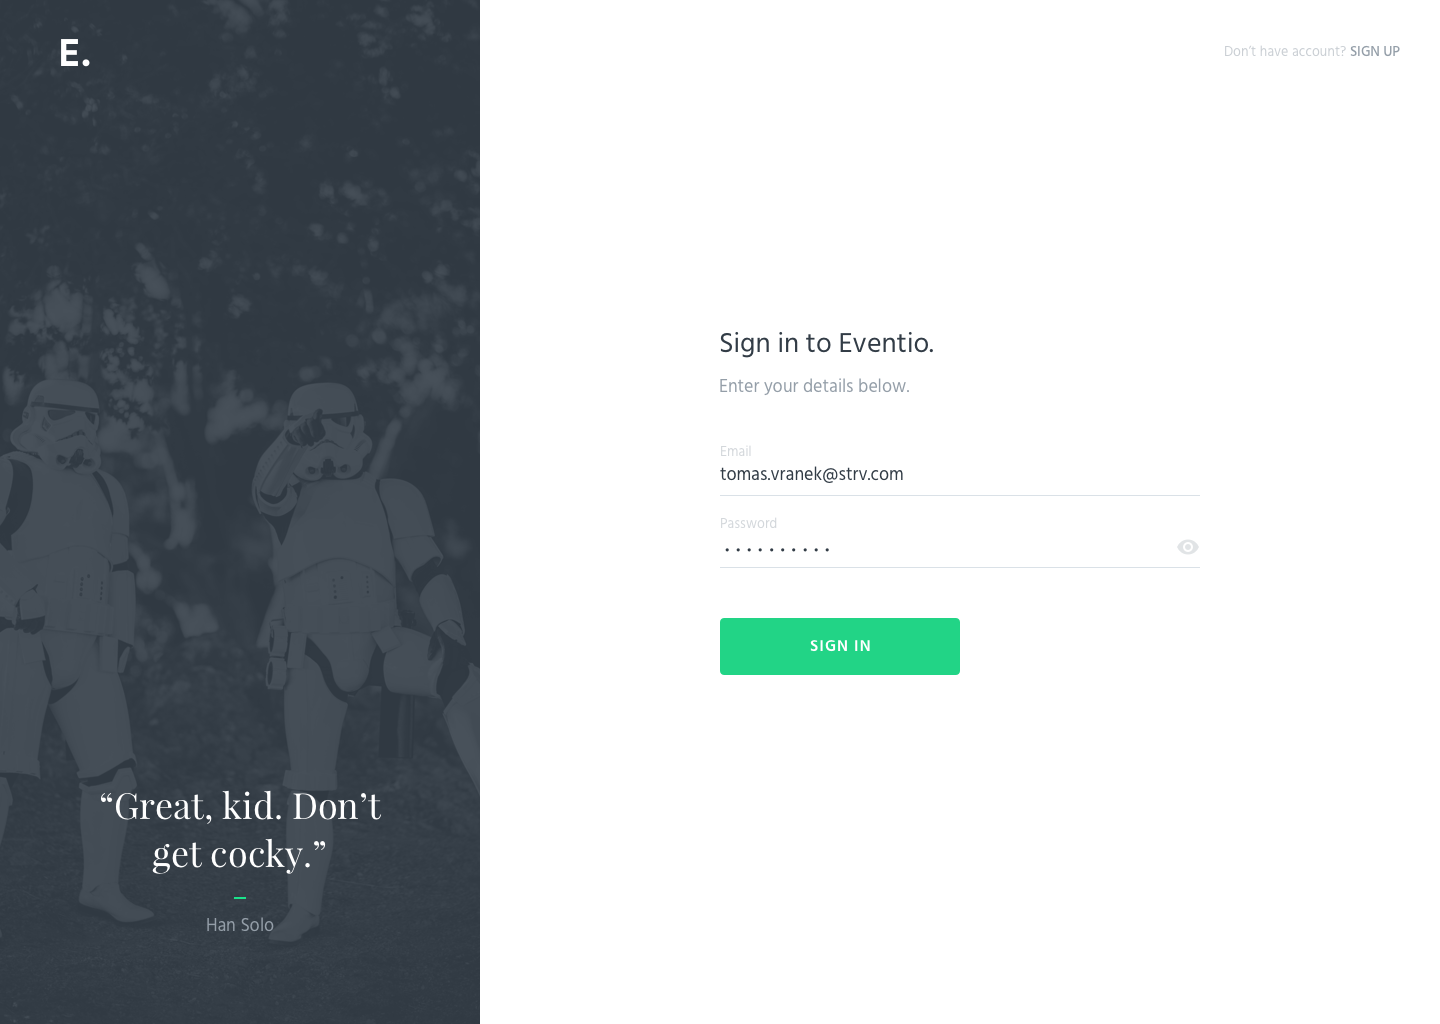 E.
Don't have account? SIGN UP
Sign in to Eventio.
Enter your details below.
Email
tomas.vranek@strv.com
Password
••••••••••
SIGN IN
“Great, kid. Don’t
get cocky.”
Han Solo